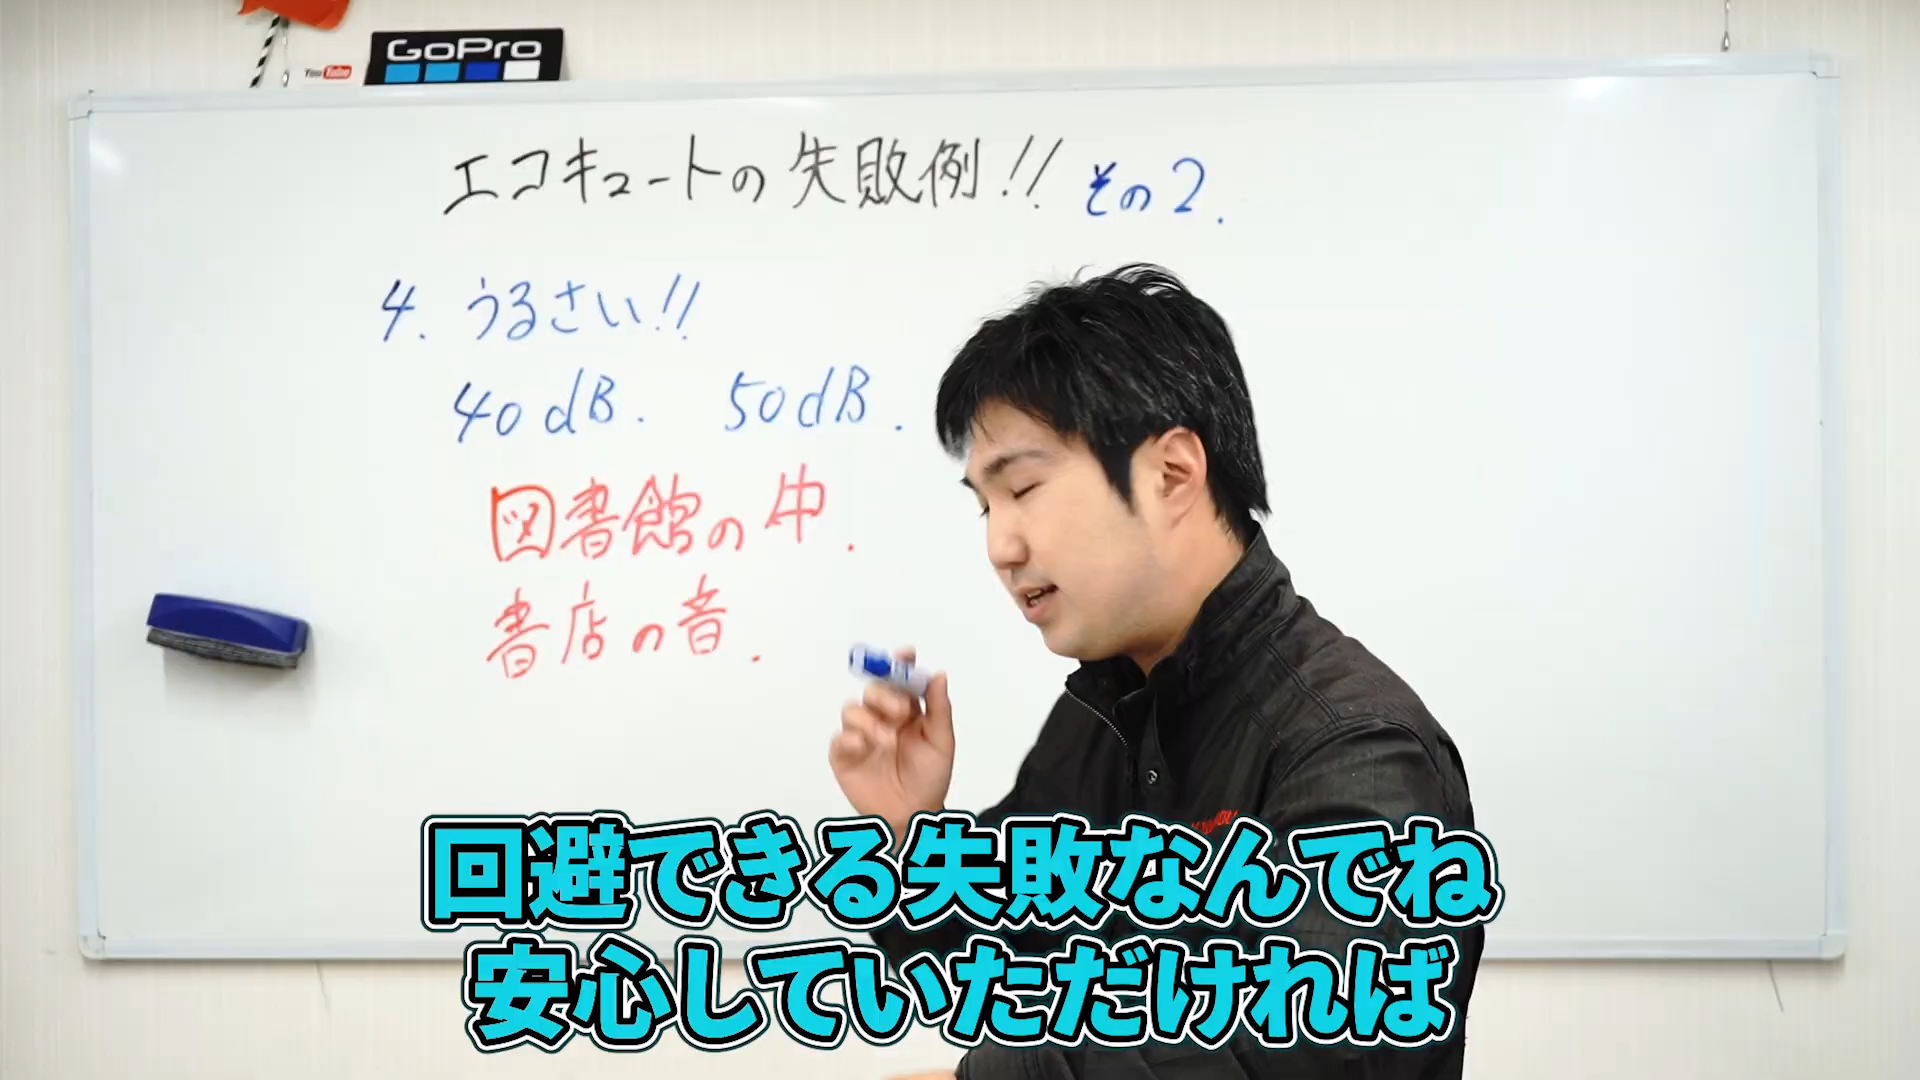 GoPro
YouTube
エコキュートの失敗例!! その2.
4. うるさい!!
40dB. 50dB.
図書館の中.
書店の音.
回避できる失敗なんでね
安心していただければ